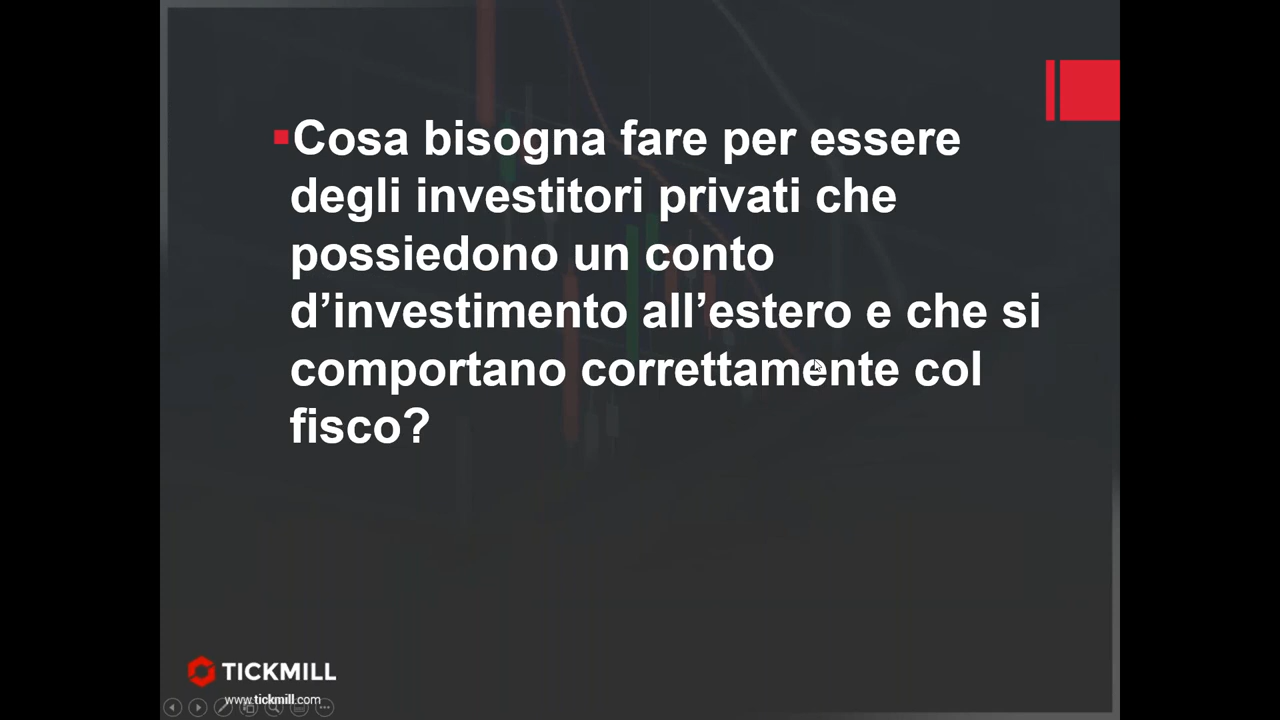 Cosa bisogna fare per essere
degli investitori privati che
possiedono un conto
d’investimento all’estero e che si
comportano correttamente col
fisco?
TICKMILL
www.tickmill.com